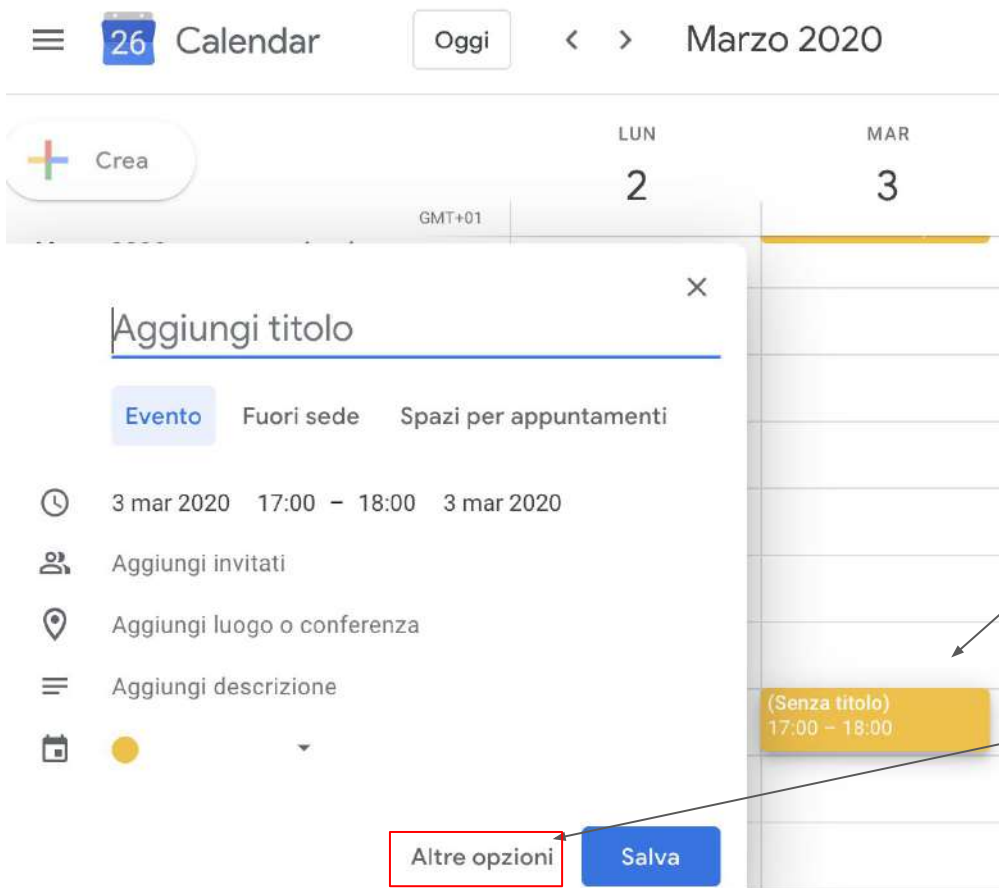 26 Calendar Oggi < > Marzo 2020
Crea
LUN MAR
2 3
GMT+01
Aggiungi titolo
Evento Fuori sede Spazi per appuntamenti
3 mar 2020 17:00 – 18:00 3 mar 2020
Aggiungi invitati
Aggiungi luogo o conferenza
Aggiungi descrizione
(Senza titolo)
17:00 – 18:00
Altre opzioni Salva